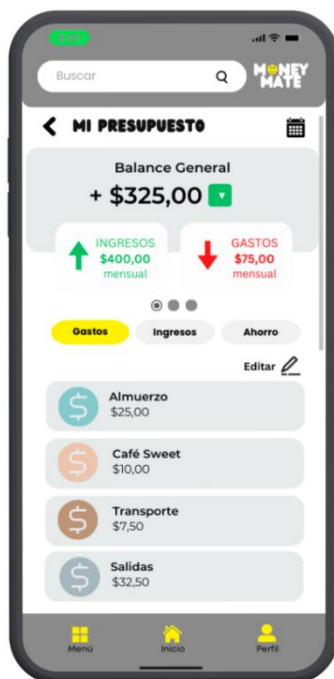 Buscar
MONEY
MATE
MI PRESUPUESTO
Balance General
+ $325,00
INGRESOS
$400,00
mensual
GASTOS
$75,00
mensual
Gastos
Ingresos
Ahorro
Editar
Almuerzo
$25,00
Café Sweet
$10,00
Transporte
$7,50
Salidas
$32,50
Menú
Inicio
Perfil